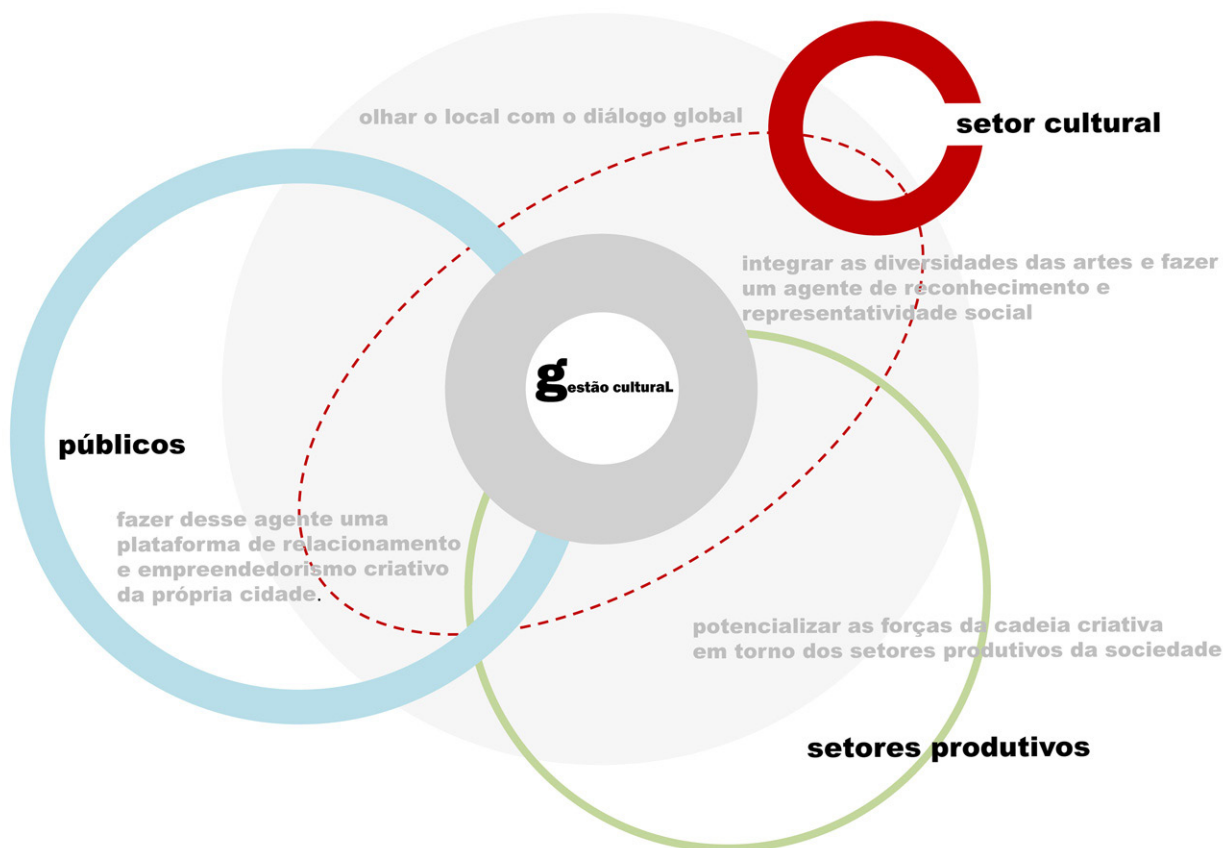 olhar o local com o diálogo global
setor cultural
integrar as diversidades das artes e fazer
um agente de reconhecimento e
representatividade social
gestão culturaL
públicos
fazer desse agente uma
plataforma de relacionamento
e empreendedorismo criativo
da própria cidade.
potencializar as forças da cadeia criativa
em torno dos setores produtivos da sociedade
setores produtivos